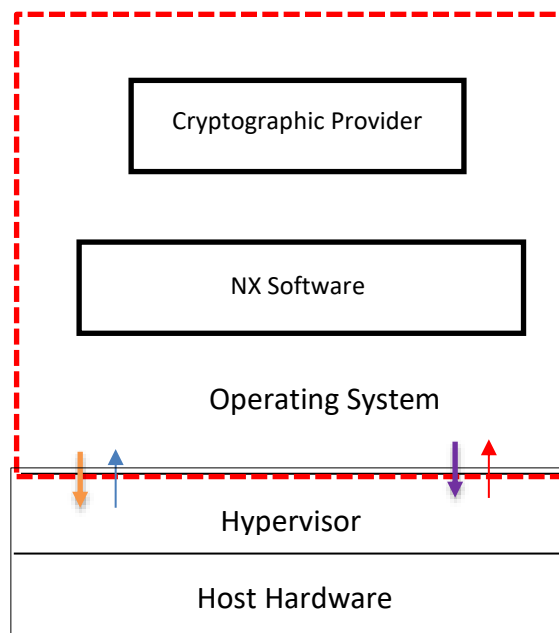 Cryptographic Provider
NX Software
Operating System
Hypervisor
Host Hardware